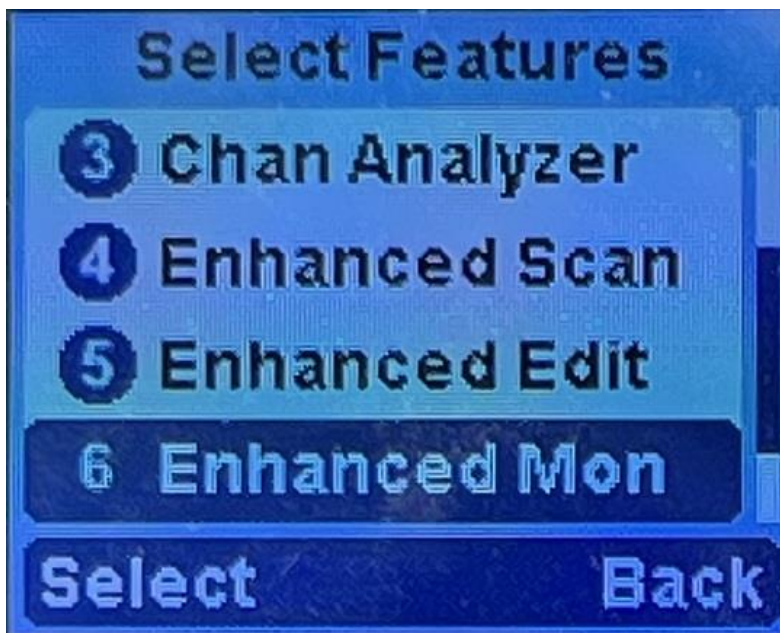 Select Features
3 Chan Analyzer
4 Enhanced Scan
5 Enhanced Edit
6 Enhanced Mon
Select Back